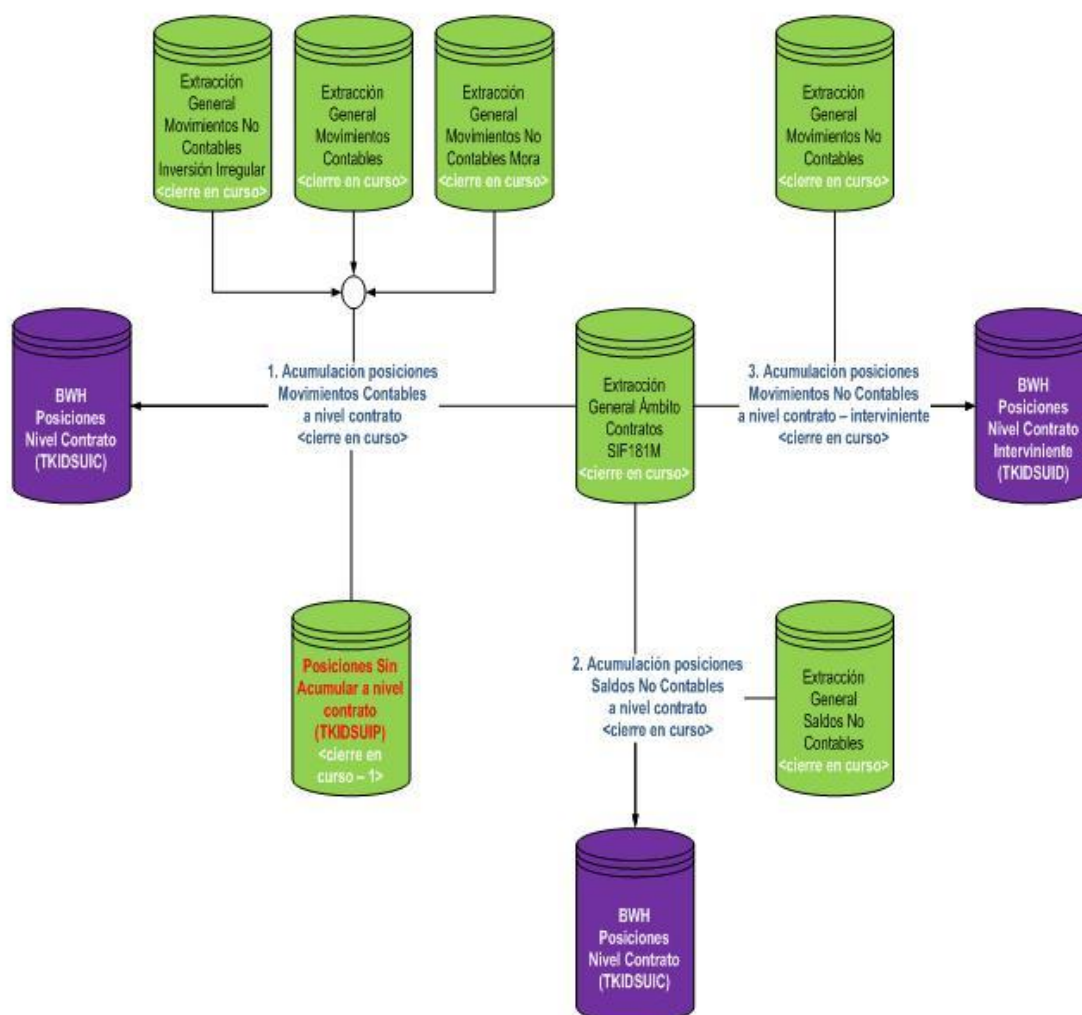 Extracción
General
Movimientos No
Contables
Inversión Irregular
<cierre en curso>
Extracción
General
Movimientos
Contables
<cierre en curso>
Extracción
General
Movimientos No
Contables Mora
<cierre en curso>
Extracción
General
Movimientos No
Contables
<cierre en curso>
BWH
Posiciones
Nivel Contrato
(TKIDSUIC)
1. Acumulación posiciones
Movimientos Contables
a nivel contrato
<cierre en curso>
Extracción
General Ámbito
Contratos
SIF181M
<cierre en curso>
3. Acumulación posiciones
Movimientos No Contables
a nivel contrato – interviniente
<cierre en curso>
BWH
Posiciones
Nivel Contrato
Interviniente
(TKIDSUID)
Posiciones Sin
Acumular a nivel
contrato
(TKIDSUIP)
<cierre en
curso – 1>
2. Acumulación posiciones
Saldos No Contables
a nivel contrato
<cierre en curso>
Extracción
General
Saldos No
Contables
<cierre en curso>
BWH
Posiciones
Nivel Contrato
(TKIDSUIC)